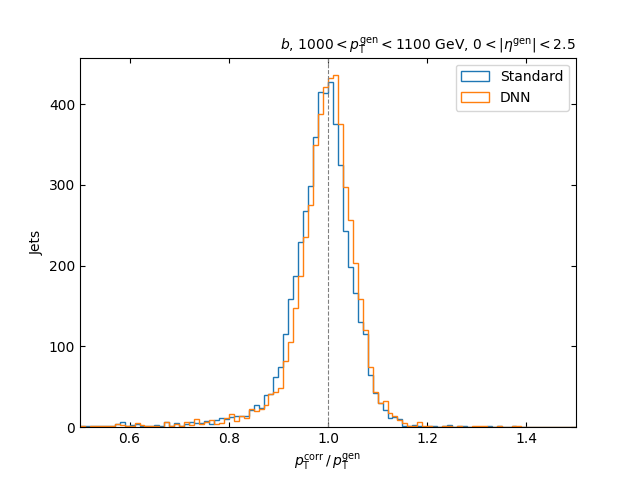 b, 1000 < p_T^gen < 1100 GeV, 0 < |η^gen| < 2.5
Standard
DNN
400
300
200
100
0
Jets
0.6 0.8 1.0 1.2 1.4
p_T^corr / p_T^gen